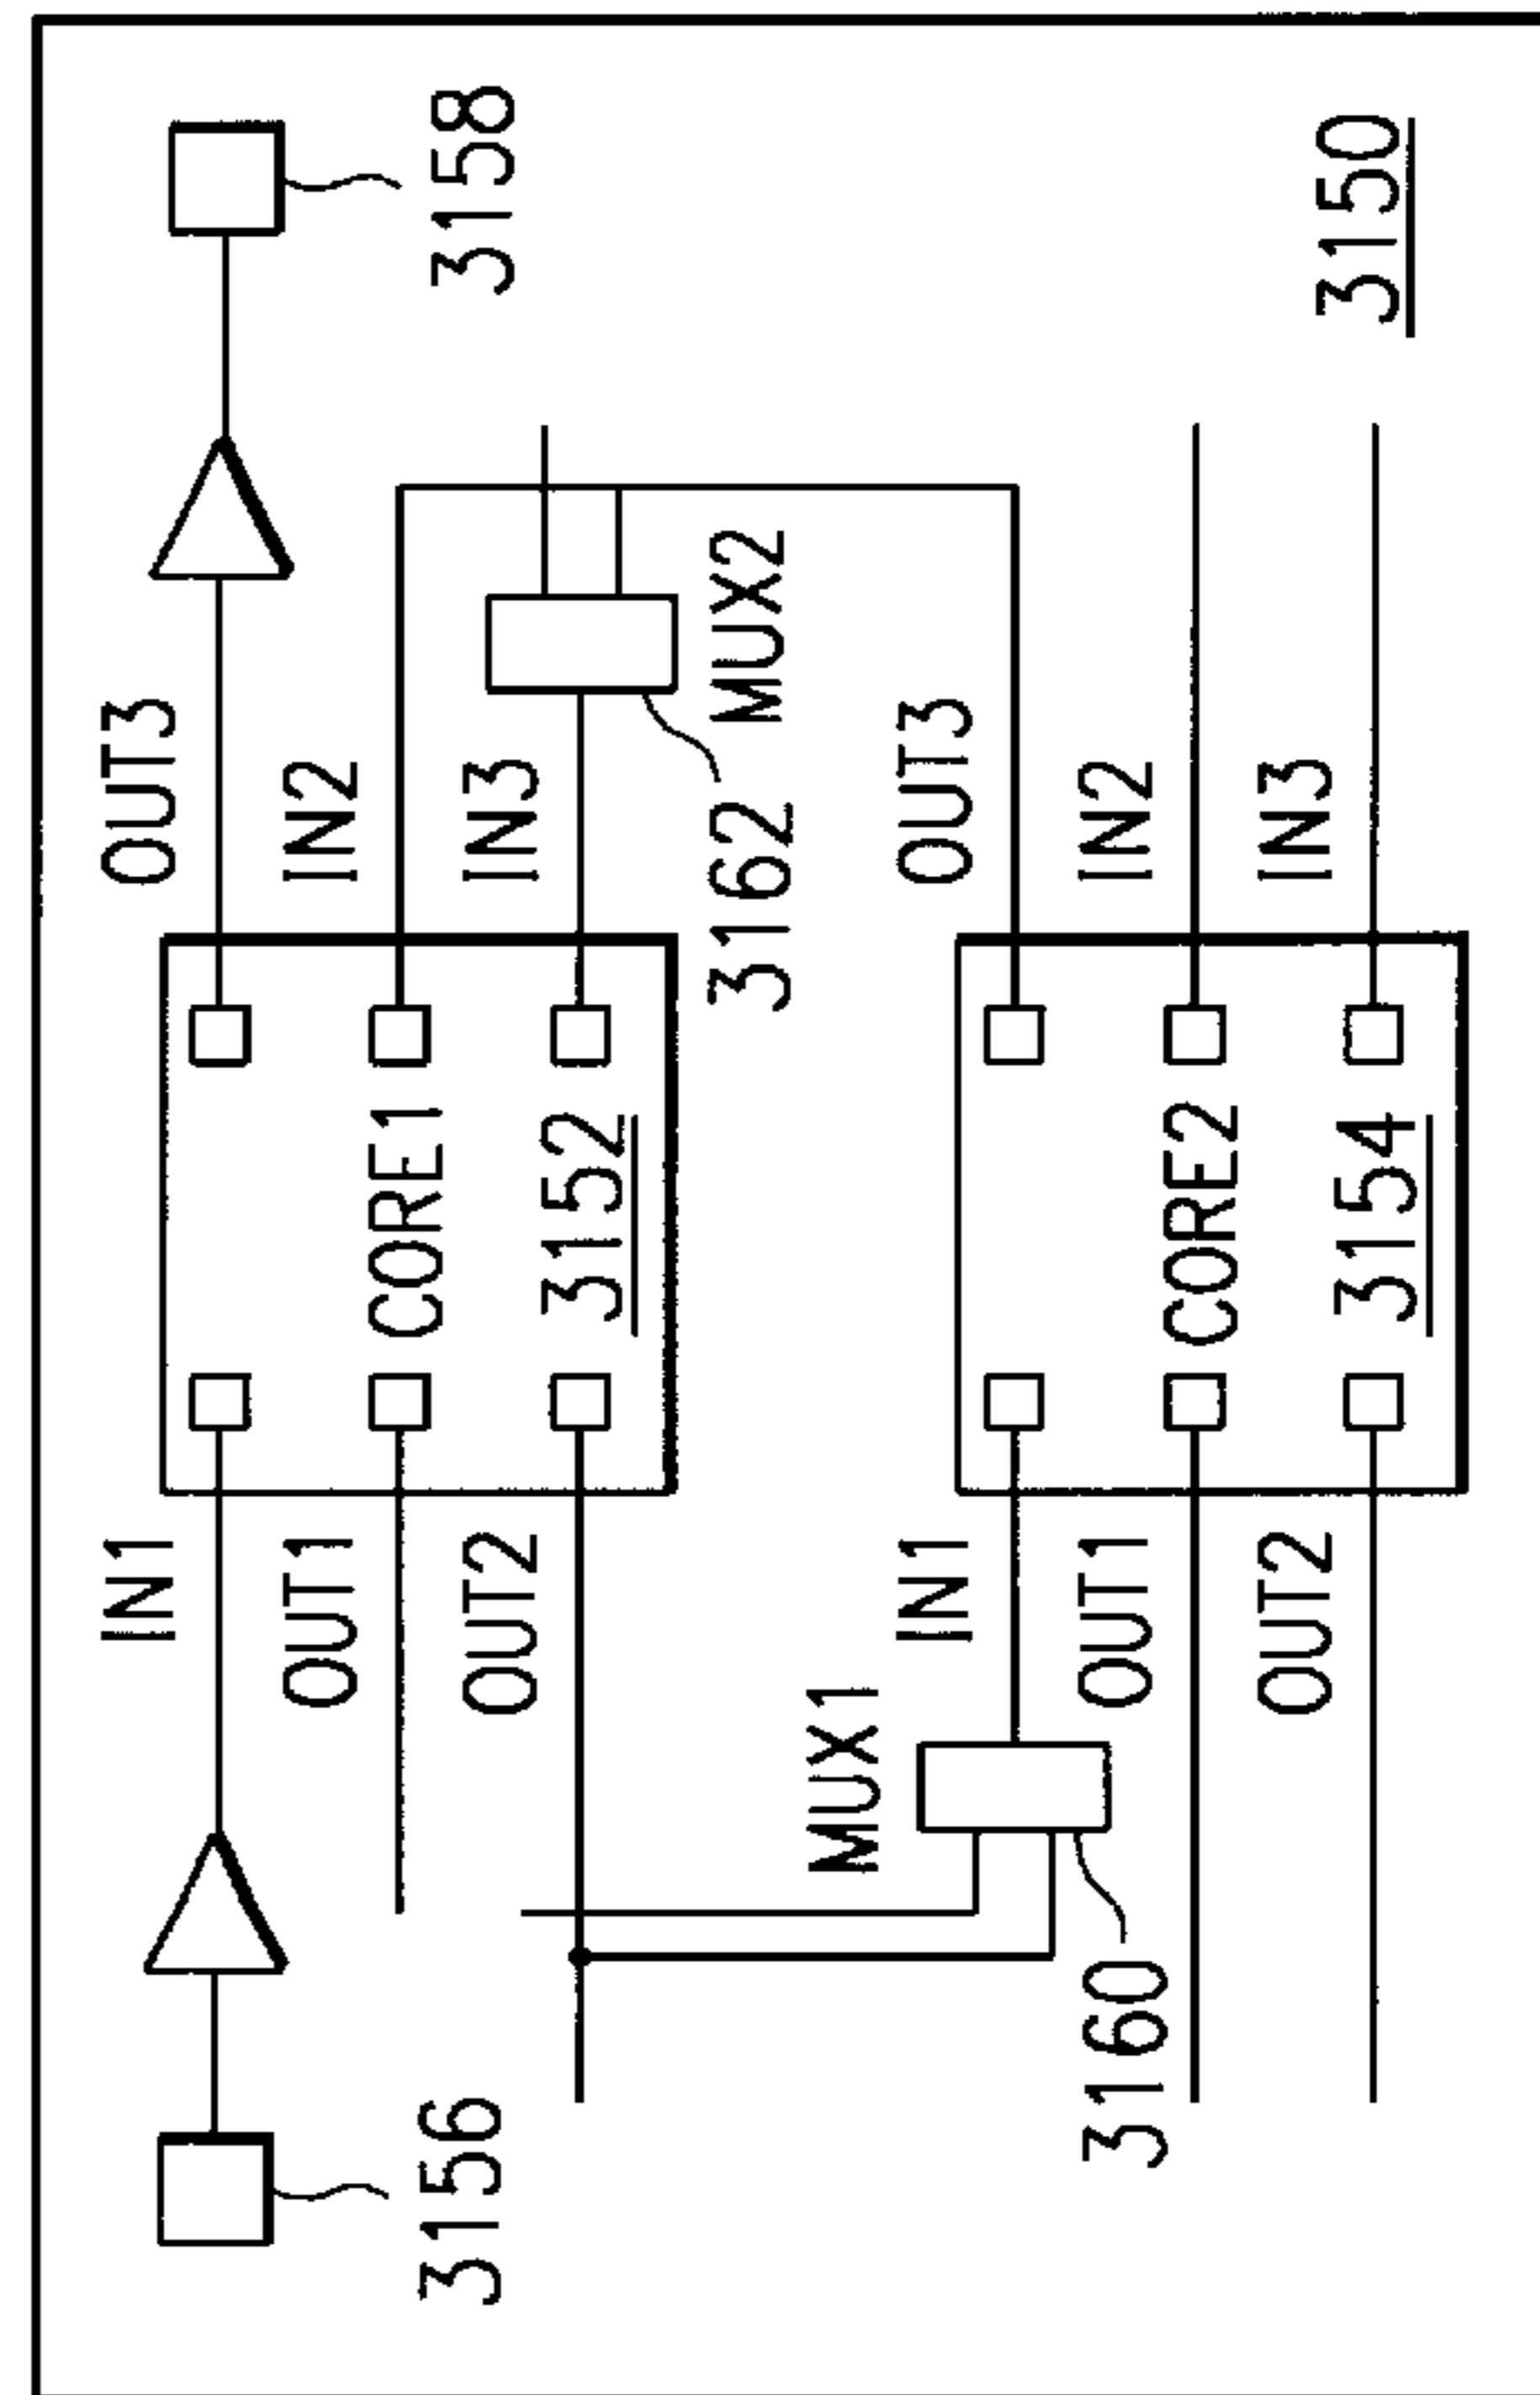 IN1
OUT3
3156
OUT1
CORE1
IN2
3158
OUT2
3152
IN3
MUX1
3162
MUX2
IN1
OUT3
3160
OUT1
CORE2
IN2
OUT2
3154
IN3
3150